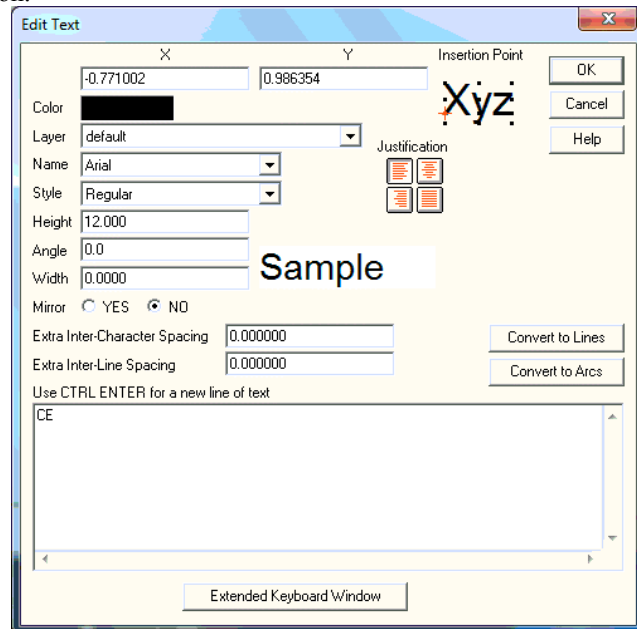 on.
Edit Text
X Y Insertion Point
-0.771002 0.986354 OK
Xyz
Color Cancel
Layer default Help
Justification
Name Arial
Style Regular
Height 12.000
Angle 0.0
Sample
Width 0.0000
Mirror YES NO
Extra Inter-Character Spacing 0.000000 Convert to Lines
Extra Inter-Line Spacing 0.000000 Convert to Arcs
Use CTRL ENTER for a new line of text
CE
Extended Keyboard Window